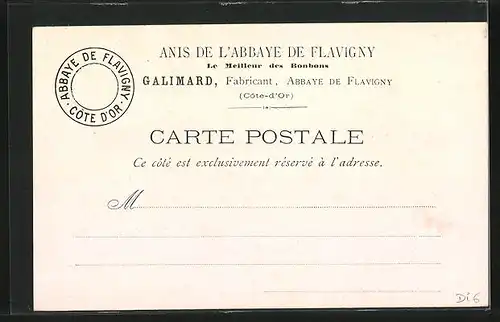 ABBAYE DE FLAVIGNY
· CÔTE D'OR ·
ANIS DE L'ABBAYE DE FLAVIGNY
Le Meilleur des Bonbons
GALIMARD, Fabricant, ABBAYE DE FLAVIGNY
(Côte-d'Or)
CARTE POSTALE
Ce côté est exclusivement réservé à l'adresse.
M
Di6